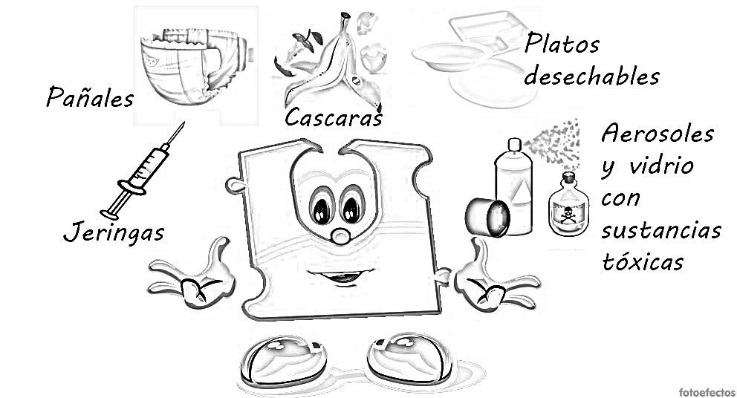 Pañales
Cascaras
Platos
desechables
Jeringas
Aerosoles
y vidrio
con
sustancias
tóxicas
fotoefectos